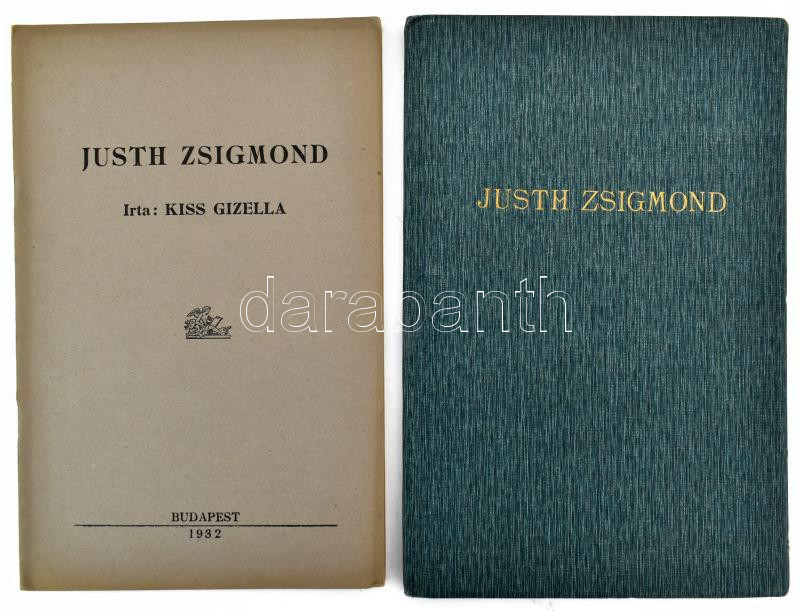 JUSTH ZSIGMOND
Irta: KISS GIZELLA
BUDAPEST
1932
JUSTH ZSIGMOND
darabanth